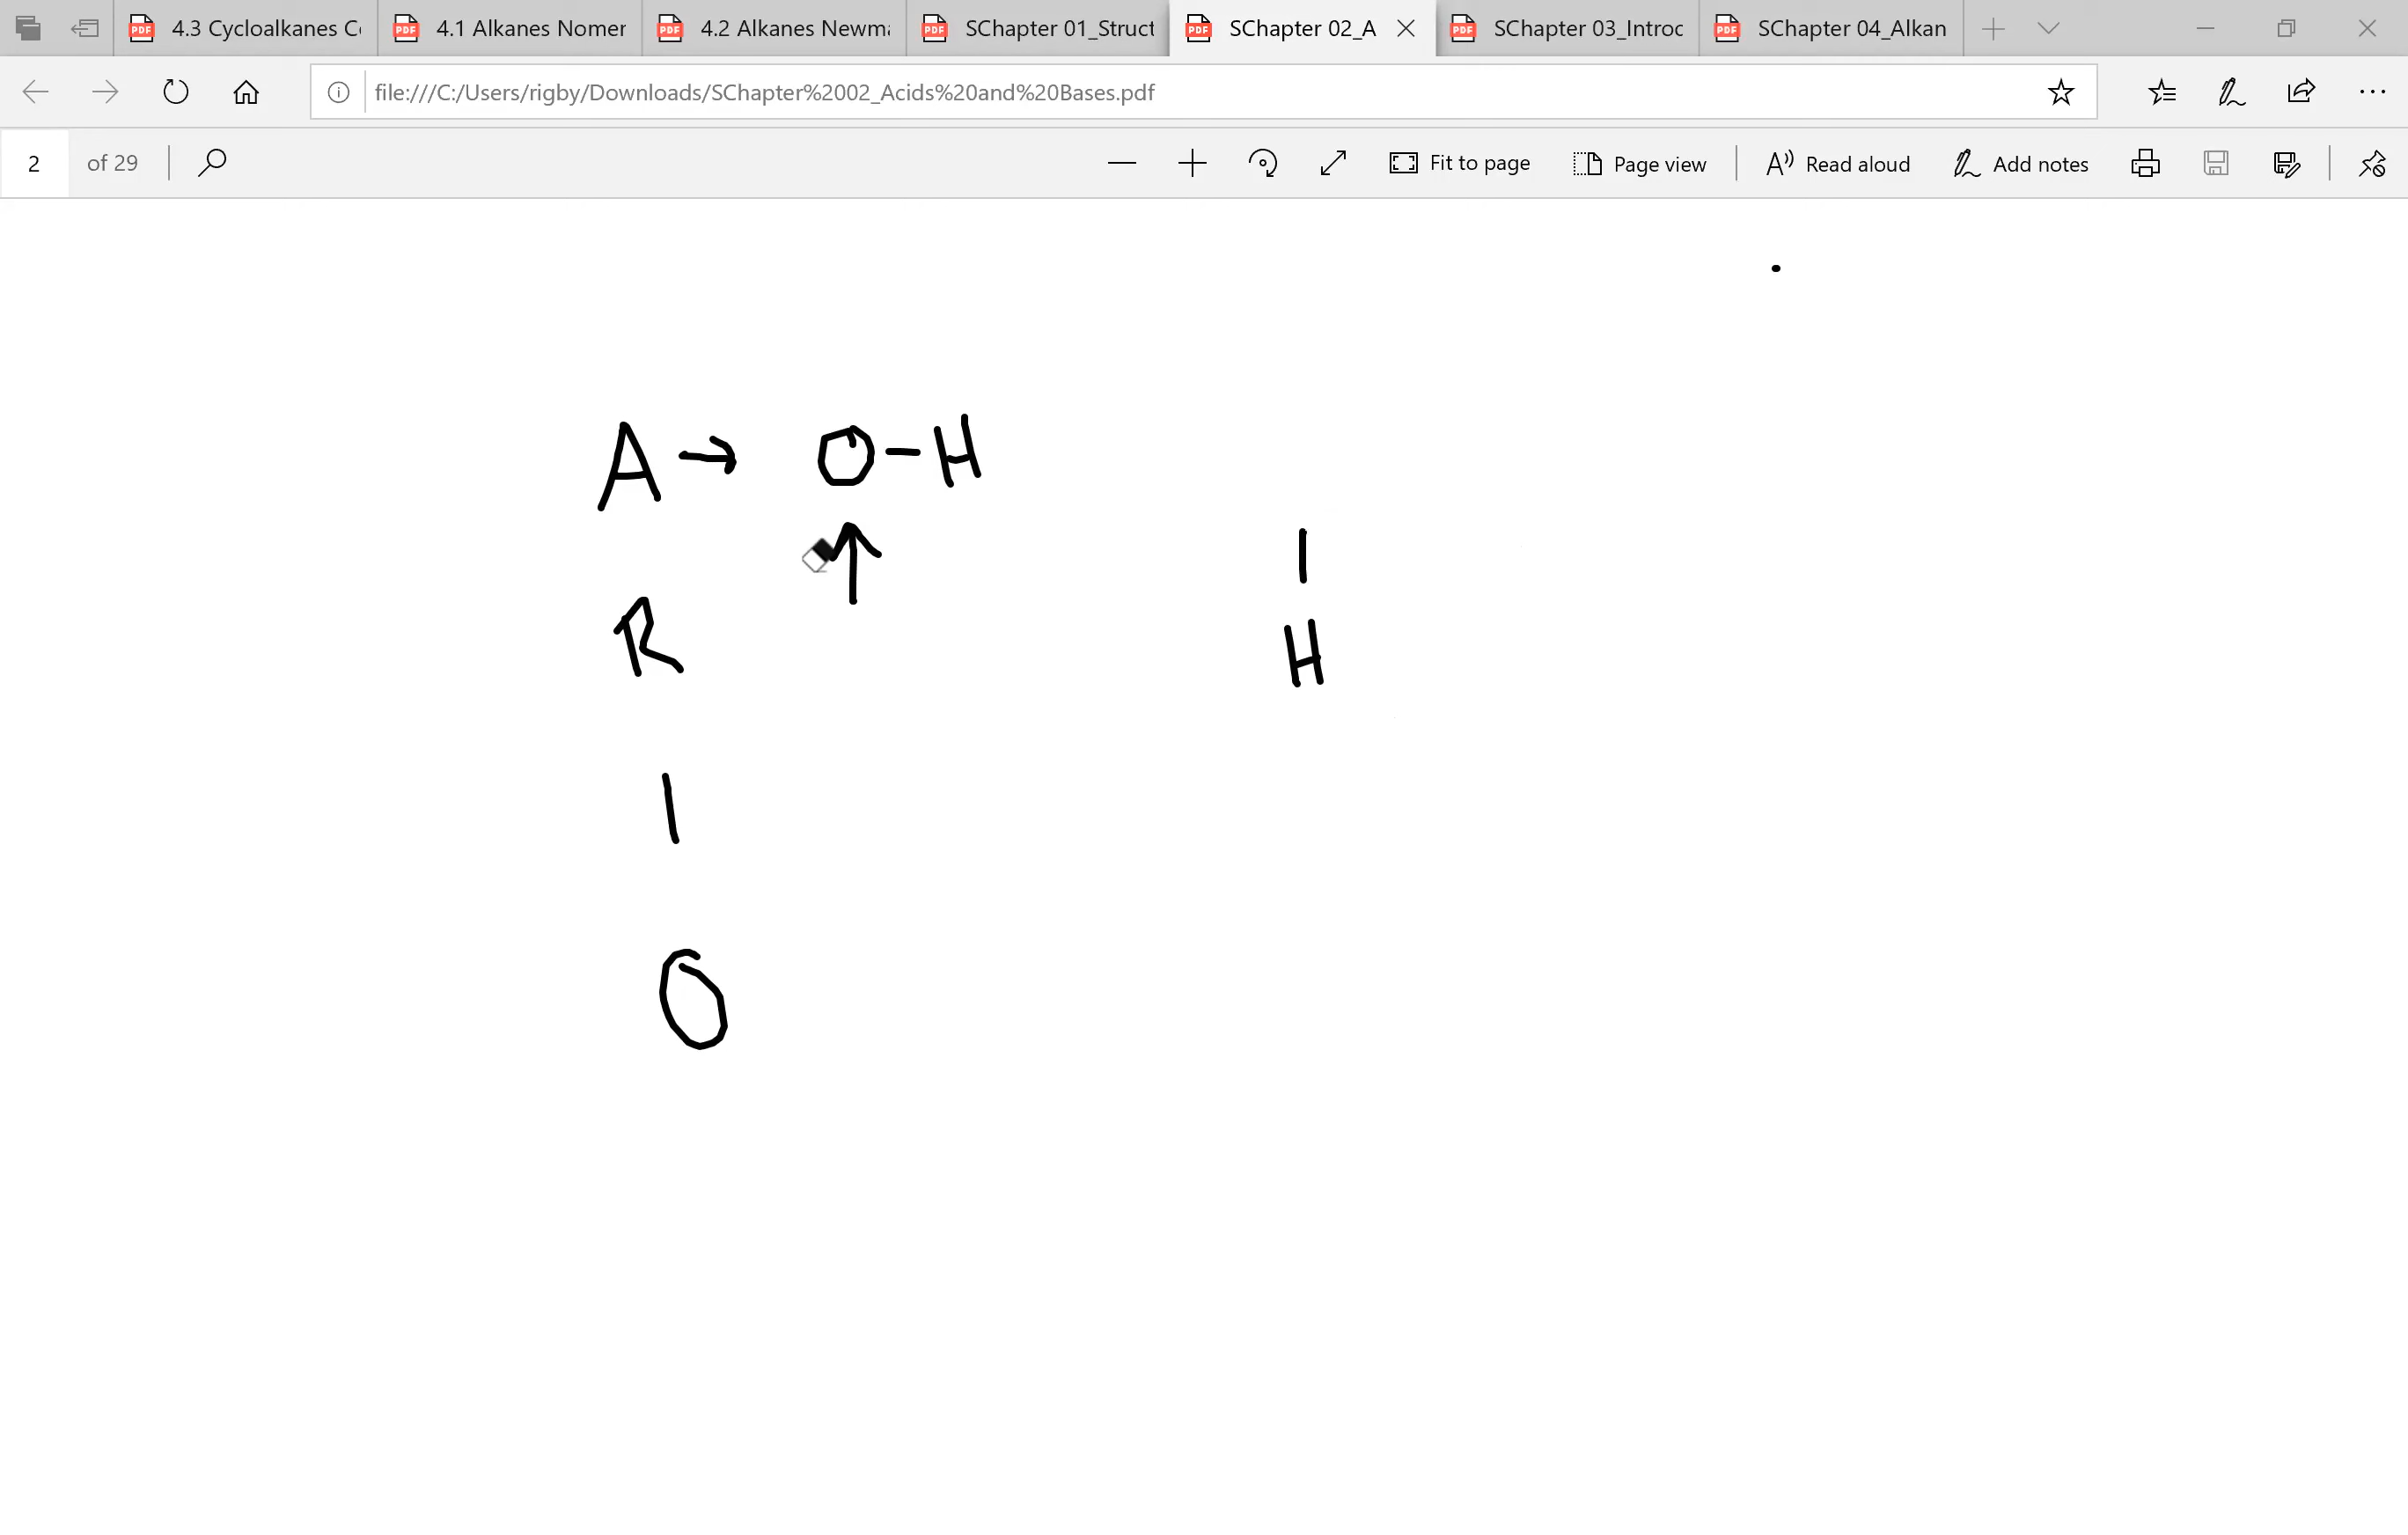 4.3 Cycloalkanes C
4.1 Alkanes Nomer
4.2 Alkanes Newm
SChapter 01_Struct
SChapter 02_A
SChapter 03_Introc
SChapter 04_Alkan
file:///C:/Users/rigby/Downloads/SChapter%2002_Acids%20and%20Bases.pdf
2 of 29
Fit to page
Page view
Read aloud
Add notes
A → O-H
R
I
O
I
H